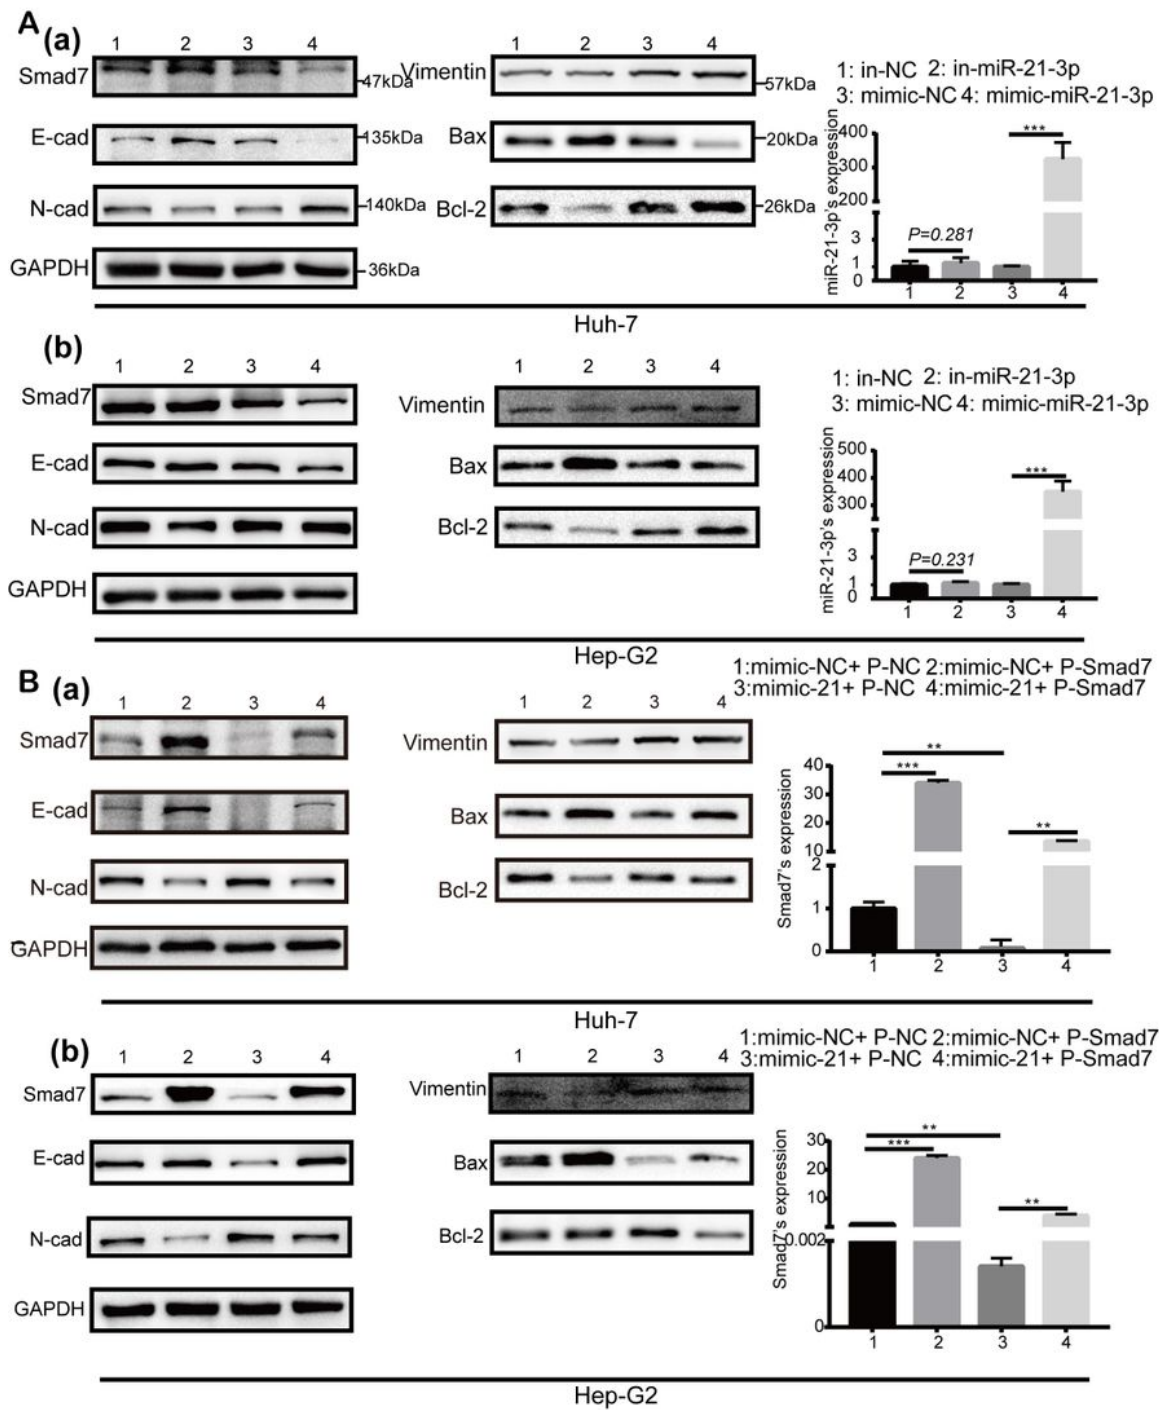 A
(a)
1 2 3 4
Smad7
47kDa
E-cad
135kDa
N-cad
140kDa
GAPDH
36kDa
1 2 3 4
Vimentin
57kDa
Bax
20kDa
Bcl-2
26kDa
1: in-NC 2: in-miR-21-3p
3: mimic-NC 4: mimic-miR-21-3p
miR-21-3p's expression
400
300
200
3
1
0
P=0.281
***
1 2 3 4
Huh-7
(b)
1 2 3 4
Smad7
E-cad
N-cad
GAPDH
1 2 3 4
Vimentin
Bax
Bcl-2
1: in-NC 2: in-miR-21-3p
3: mimic-NC 4: mimic-miR-21-3p
miR-21-3p's expression
500
400
300
3
1
0
P=0.231
***
1 2 3 4
Hep-G2
B
(a)
1 2 3 4
Smad7
E-cad
N-cad
GAPDH
1 2 3 4
Vimentin
Bax
Bcl-2
1:mimic-NC+ P-NC 2:mimic-NC+ P-Smad7
3:mimic-21+ P-NC 4:mimic-21+ P-Smad7
Smad7's expression
40
30
20
10
2
1
0
**
***
**
1 2 3 4
Huh-7
(b)
1 2 3 4
Smad7
E-cad
N-cad
GAPDH
1 2 3 4
Vimentin
Bax
Bcl-2
1:mimic-NC+ P-NC 2:mimic-NC+ P-Smad7
3:mimic-21+ P-NC 4:mimic-21+ P-Smad7
Smad7's expression
30
20
10
0.002
0
**
***
**
1 2 3 4
Hep-G2